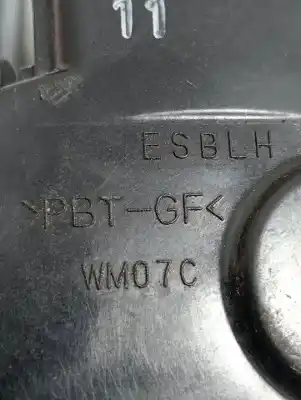 11
ESBLH
>PBT-GF<
WM07C